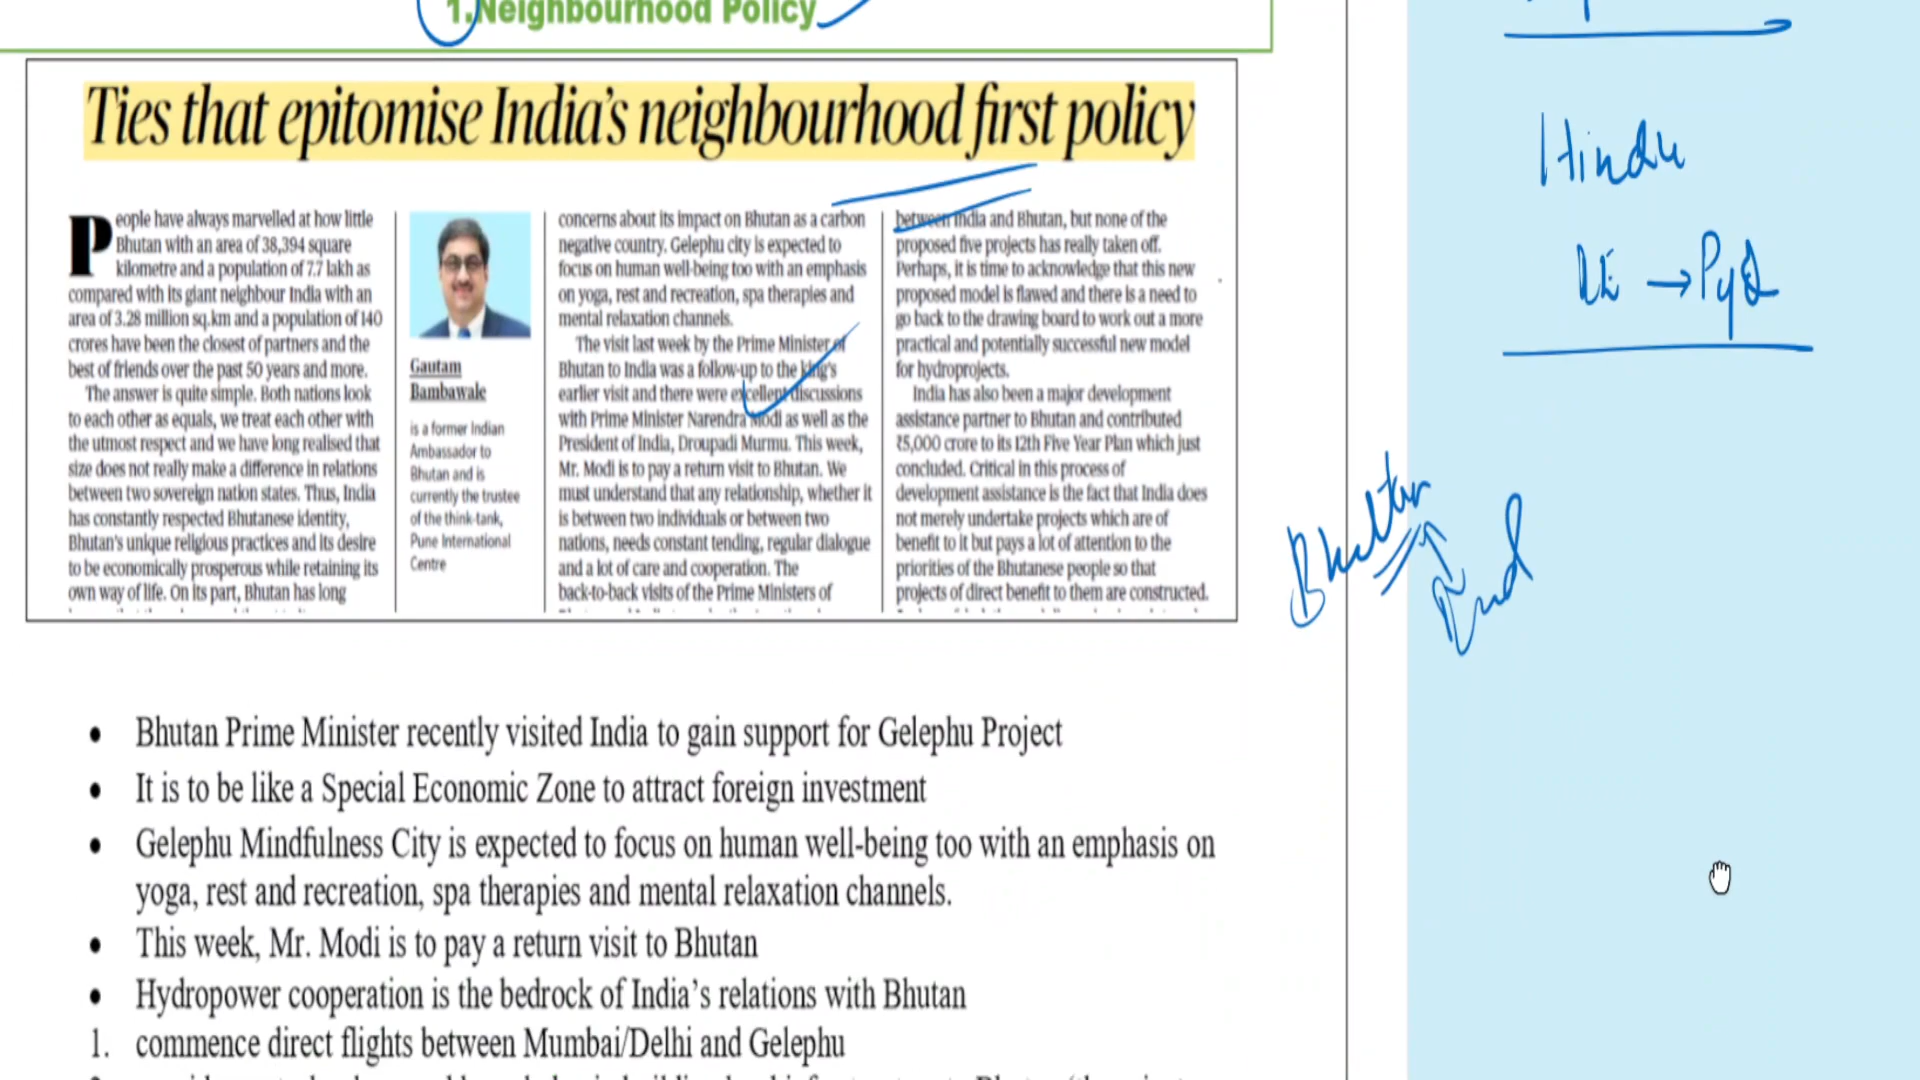 1.Neighbourhood Policy
Ties that epitomise India's neighbourhood first policy
People have always marvelled at how little
Bhutan with an area of 38,394 square
kilometre and a population of 7.7 lakh as
compared with its giant neighbour India with an
area of 3.28 million sq.km and a population of 140
crores have been the closest of partners and the
best of friends over the past 50 years and more.
The answer is quite simple. Both nations look
to each other as equals, we treat each other with
the utmost respect and we have long realised that
size does not really make a difference in relations
between two sovereign nation states. Thus, India
has constantly respected Bhutanese identity,
Bhutan's unique religious practices and its desire
to be economically prosperous while retaining its
own way of life. On its part, Bhutan has long
Gautam
Bambawale
is a former Indian
Ambassador to
Bhutan and is
currently the trustee
of the think-tank,
Pune International
Centre
concerns about its impact on Bhutan as a carbon
negative country. Gelephu city is expected to
focus on human well-being too with an emphasis
on yoga, rest and recreation, spa therapies and
mental relaxation channels.
The visit last week by the Prime Minister of
Bhutan to India was a follow-up to the king's
earlier visit and there were excellent discussions
with Prime Minister Narendra Modi as well as the
President of India, Droupadi Murmu. This week,
Mr. Modi is to pay a return visit to Bhutan. We
must understand that any relationship, whether it
is between two individuals or between two
nations, needs constant tending, regular dialogue
and a lot of care and cooperation. The
back-to-back visits of the Prime Ministers of
between India and Bhutan, but none of the
proposed five projects has really taken off.
Perhaps, it is time to acknowledge that this new
proposed model is flawed and there is a need to
go back to the drawing board to work out a more
practical and potentially successful new model
for hydroprojects.
India has also been a major development
assistance partner to Bhutan and contributed
₹5,000 crore to its 12th Five Year Plan which just
concluded. Critical in this process of
development assistance is the fact that India does
not merely undertake projects which are of
benefit to it but pays a lot of attention to the
priorities of the Bhutanese people so that
projects of direct benefit to them are constructed.
Hindu
→ PyQ
Bhutan
Ind
• Bhutan Prime Minister recently visited India to gain support for Gelephu Project
• It is to be like a Special Economic Zone to attract foreign investment
• Gelephu Mindfulness City is expected to focus on human well-being too with an emphasis on
yoga, rest and recreation, spa therapies and mental relaxation channels.
• This week, Mr. Modi is to pay a return visit to Bhutan
• Hydropower cooperation is the bedrock of India's relations with Bhutan
1. commence direct flights between Mumbai/Delhi and Gelephu